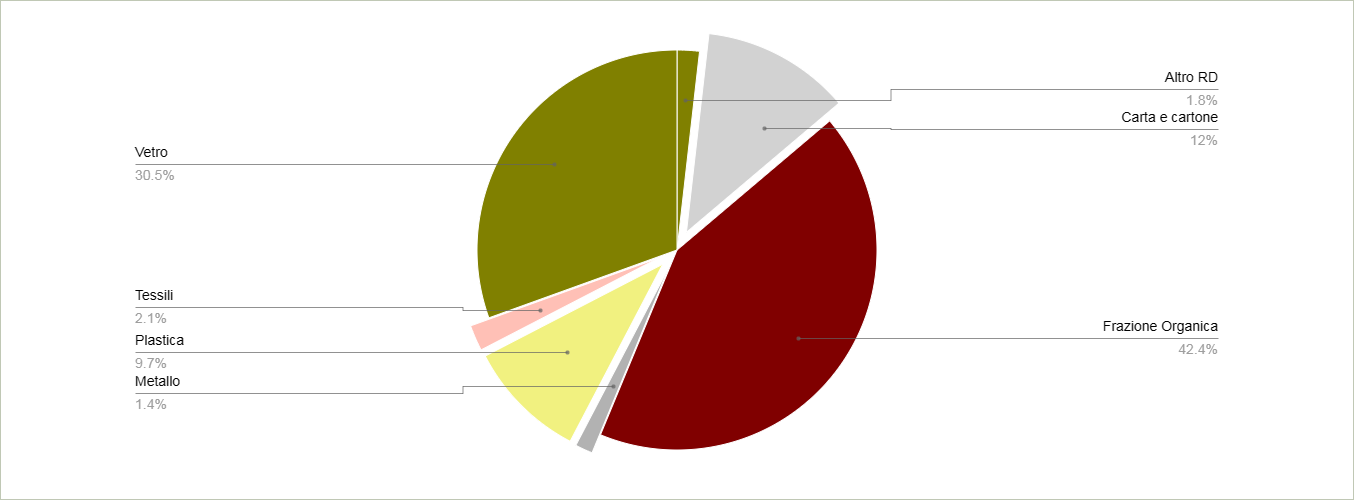 Altro RD
1.8%
Carta e cartone
12%
Vetro
30.5%
Tessili
2.1%
Plastica
9.7%
Metallo
1.4%
Frazione Organica
42.4%